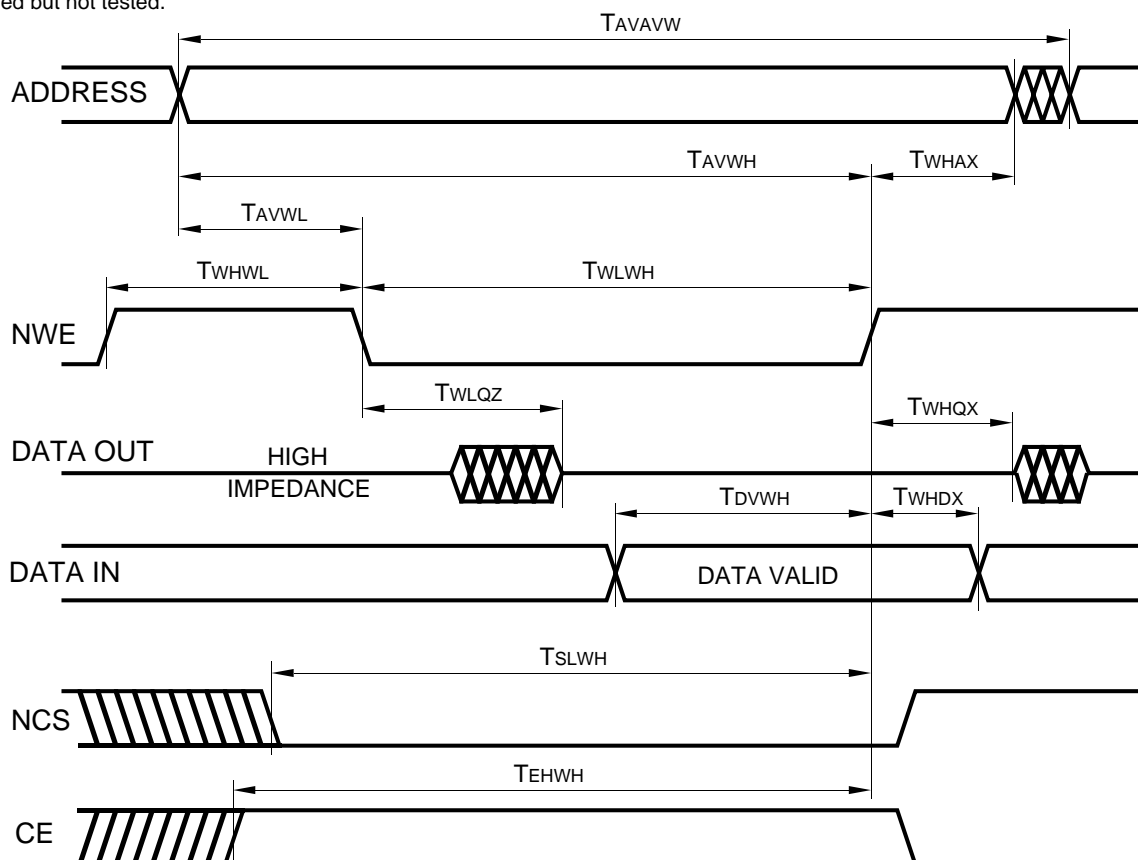 ed but not tested.
TAVAVW
ADDRESS
TAVWH TWHAX
TAVWL
TWHWL TWLWH
NWE
TWLQZ
TWHQX
DATA OUT
HIGH
IMPEDANCE
TDVWH TWHDX
DATA IN
DATA VALID
TSLWH
NCS
TEHWH
CE